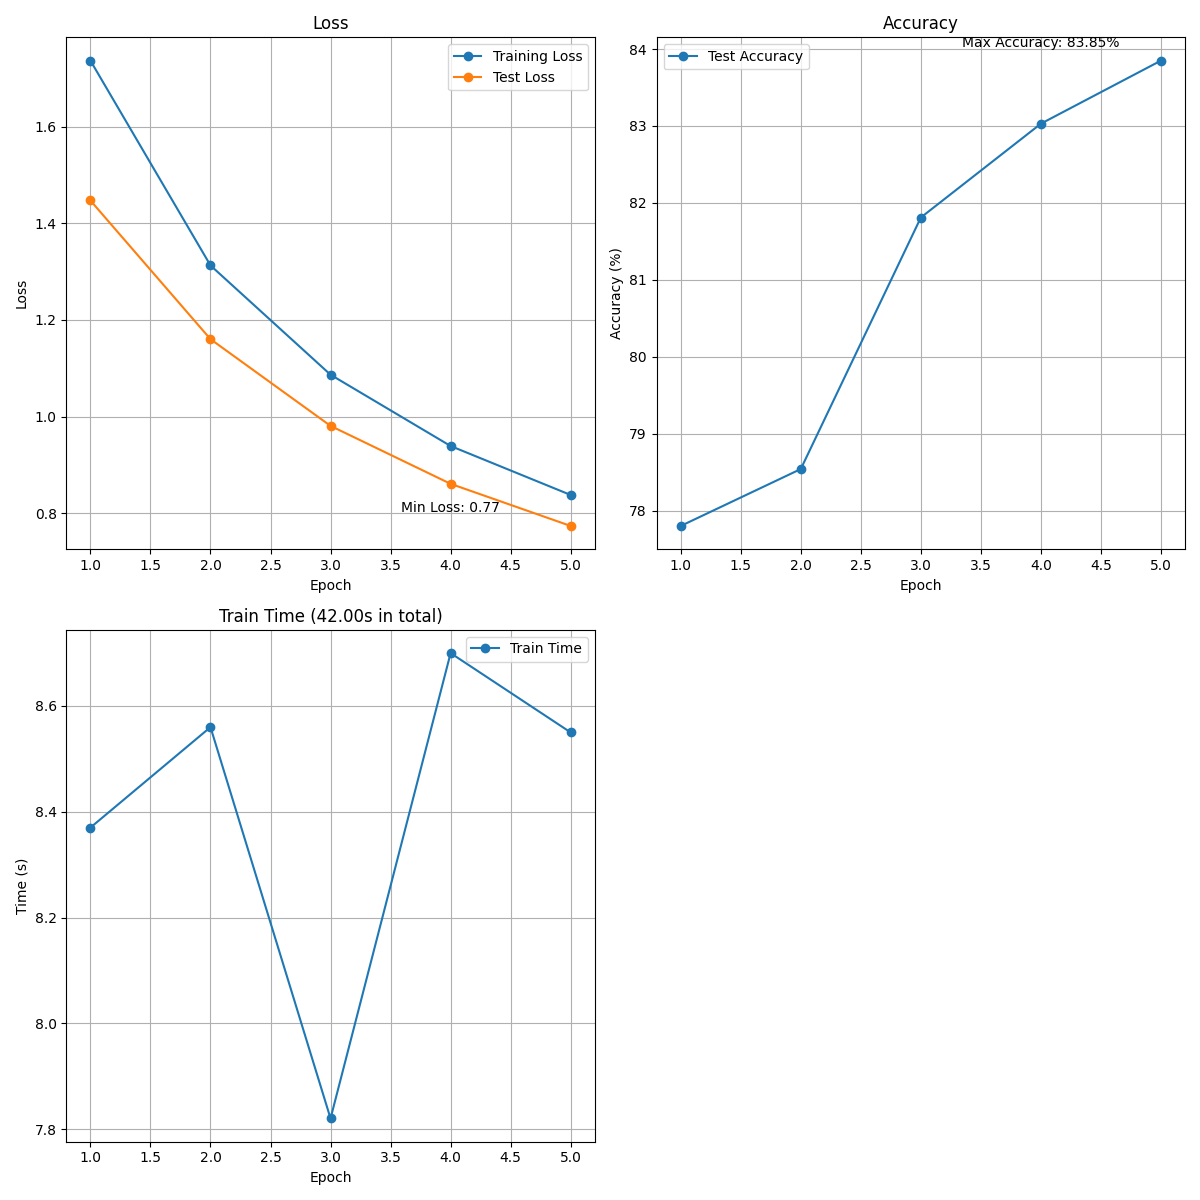 Loss
Training Loss
Test Loss
1.6
1.4
1.2
1.0
0.8
Loss
Min Loss: 0.77
1.0 1.5 2.0 2.5 3.0 3.5 4.0 4.5 5.0
Epoch
Accuracy
Max Accuracy: 83.85%
Test Accuracy
84
83
82
81
80
79
78
Accuracy (%)
1.0 1.5 2.0 2.5 3.0 3.5 4.0 4.5 5.0
Epoch
Train Time (42.00s in total)
Train Time
8.6
8.4
8.2
8.0
7.8
Time (s)
1.0 1.5 2.0 2.5 3.0 3.5 4.0 4.5 5.0
Epoch